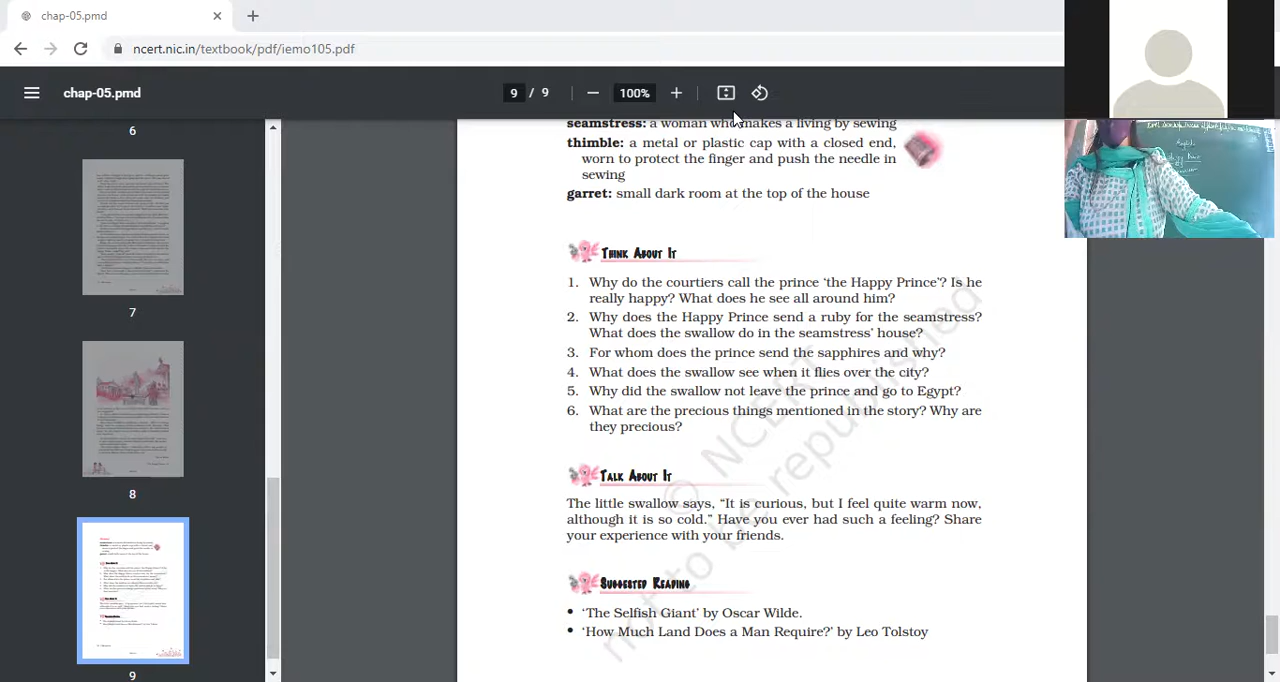 chap-05.pmd
ncert.nic.in/textbook/pdf/iemo105.pdf
chap-05.pmd
9 / 9
100%
6
7
8
9
seamstress: a woman who makes a living by sewing
thimble: a metal or plastic cap with a closed end,
worn to protect the finger and push the needle in
sewing
garret: small dark room at the top of the house
Think About It
1. Why do the courtiers call the prince ‘the Happy Prince’? Is he
really happy? What does he see all around him?
2. Why does the Happy Prince send a ruby for the seamstress?
What does the swallow do in the seamstress’ house?
3. For whom does the prince send the sapphires and why?
4. What does the swallow see when it flies over the city?
5. Why did the swallow not leave the prince and go to Egypt?
6. What are the precious things mentioned in the story? Why are
they precious?
Talk About It
The little swallow says, “It is curious, but I feel quite warm now,
although it is so cold.” Have you ever had such a feeling? Share
your experience with your friends.
Suggested Reading
• ‘The Selfish Giant’ by Oscar Wilde
• ‘How Much Land Does a Man Require?’ by Leo Tolstoy
© NCERT
not to be republished